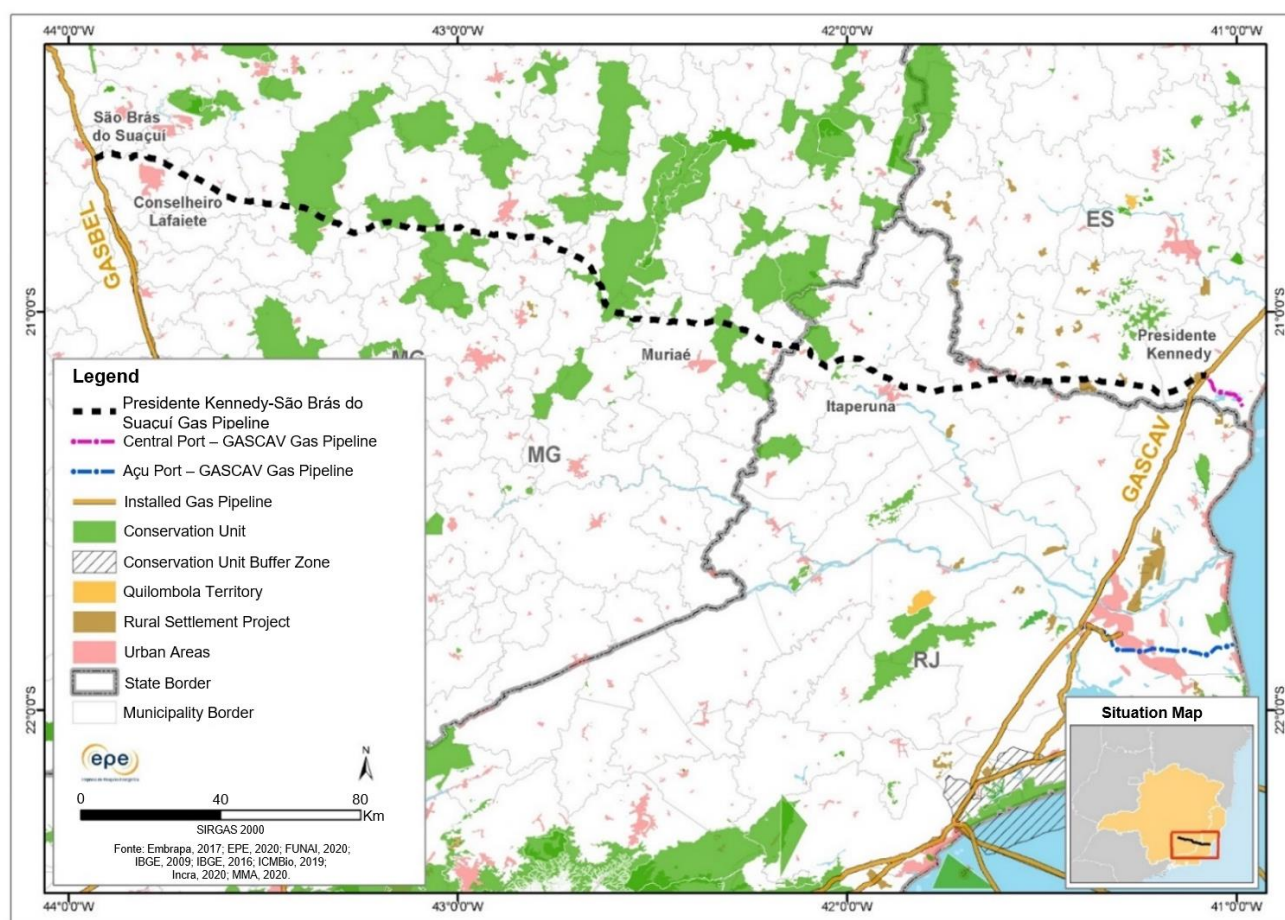 44°0'0"W
43°0'0"W
42°0'0"W
41°0'0"W
São Brás
do Suaçuí
Conselheiro
Lafaiete
GASBEL
ES
21°0'0"S
21°0'0"S
Presidente
Kennedy
Muriaé
Itaperuna
MG
MG
GASCAV
RJ
22°0'0"S
22°0'0"S
Legend
Presidente Kennedy-São Brás do
Suacuí Gas Pipeline
Central Port – GASCAV Gas Pipeline
Açu Port – GASCAV Gas Pipeline
Installed Gas Pipeline
Conservation Unit
Conservation Unit Buffer Zone
Quilombola Territory
Rural Settlement Project
Urban Areas
State Border
Municipality Border
epe
Empresa de Pesquisa Energética
N
0 40 80
Km
SIRGAS 2000
Fonte: Embrapa, 2017; EPE, 2020; FUNAI, 2020;
IBGE, 2009; IBGE, 2016; ICMBio, 2019;
Incra, 2020; MMA, 2020.
Situation Map
44°0'0"W
43°0'0"W
42°0'0"W
41°0'0"W